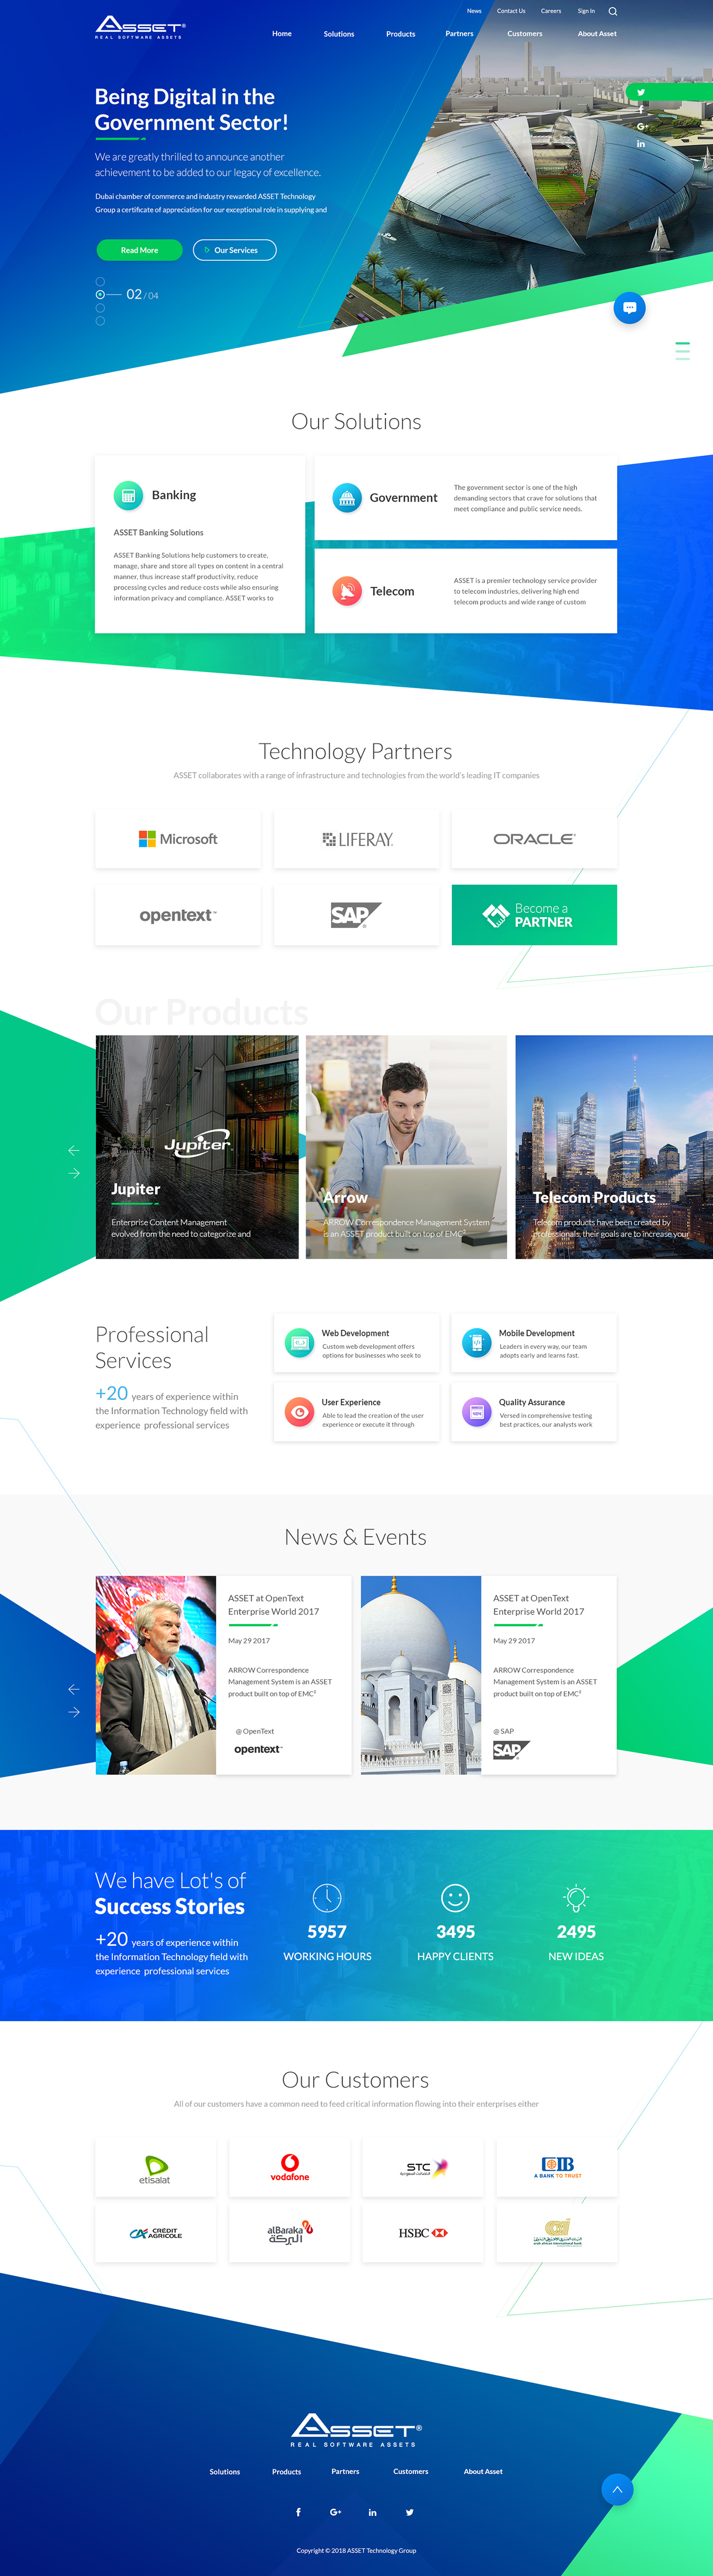 News Contact Us Careers Sign In
ASSET®
REAL SOFTWARE ASSETS
Home Solutions Products Partners Customers About Asset
Being Digital in the
Government Sector!
We are greatly thrilled to announce another
achievement to be added to our legacy of excellence.
Dubai chamber of commerce and industry rewarded ASSET Technology
Group a certificate of appreciation for our exceptional role in supplying and
Read More
Our Services
02 / 04
Our Solutions
Banking
ASSET Banking Solutions
ASSET Banking Solutions help customers to create,
manage, share and store all types on content in a central
manner, thus increase staff productivity, reduce
processing cycles and reduce costs while also ensuring
information privacy and compliance. ASSET works to
Government
The government sector is one of the high
demanding sectors that crave for solutions that
meet compliance and public service needs.
Telecom
ASSET is a premier technology service provider
to telecom industries, delivering high end
telecom products and wide range of custom
Technology Partners
ASSET collaborates with a range of infrastructure and technologies from the world's leading IT companies
Microsoft
LIFERAY.
ORACLE®
opentext™
SAP®
Become a
PARTNER
Our Products
Jupiter
Jupiter
Enterprise Content Management
evolved from the need to categorize and
Arrow
ARROW Correspondence Management System
is an ASSET product built on top of EMC²
Telecom Products
Telecom products have been created by
professionals, their goals are to increase your
Professional
Services
+20 years of experience within
the Information Technology field with
experience professional services
Web Development
Custom web development offers
options for businesses who seek to
Mobile Development
Leaders in every way, our team
adopts early and learns fast.
User Experience
Able to lead the creation of the user
experience or execute it through
Quality Assurance
Versed in comprehensive testing
best practices, our analysts work
News & Events
ASSET at OpenText
Enterprise World 2017
May 29 2017
ARROW Correspondence
Management System is an ASSET
product built on top of EMC²
@ OpenText
opentext™
ASSET at OpenText
Enterprise World 2017
May 29 2017
ARROW Correspondence
Management System is an ASSET
product built on top of EMC²
@ SAP
SAP
We have Lot's of
Success Stories
+20 years of experience within
the Information Technology field with
experience professional services
5957
WORKING HOURS
3495
HAPPY CLIENTS
2495
NEW IDEAS
Our Customers
All of our customers have a common need to feed critical information flowing into their enterprises either
etisalat
vodafone
STC
الاتصالات السعودية
CIB
A BANK TO TRUST
CA CRÉDIT
AGRICOLE
alBaraka
البركة
HSBC
arab african international bank
ASSET®
REAL SOFTWARE ASSETS
Solutions Products Partners Customers About Asset
Copyright © 2018 ASSET Technology Group